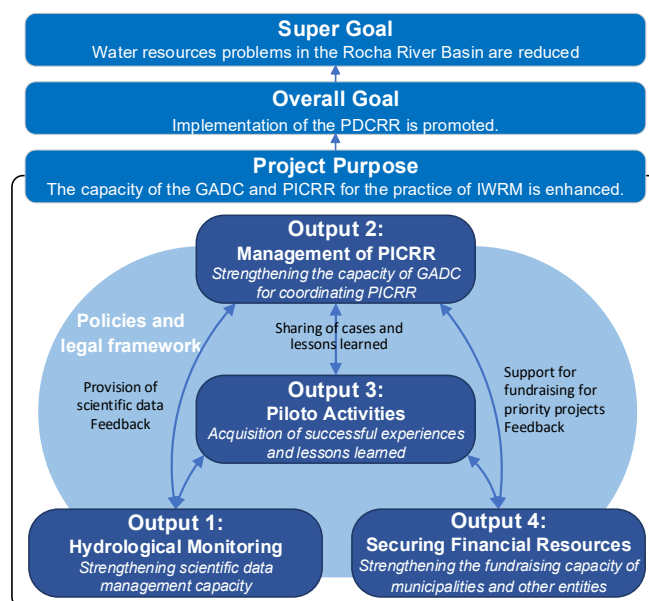 Super Goal
Water resources problems in the Rocha River Basin are reduced
Overall Goal
Implementation of the PDCRR is promoted.
Project Purpose
The capacity of the GADC and PICRR for the practice of IWRM is enhanced.
Output 2:
Management of PICRR
Strengthening the capacity of GADC
for coordinating PICRR
Policies and
legal framework
Sharing of cases and
lessons learned
Provision of
scientific data
Feedback
Support for
fundraising for
priority projects
Feedback
Output 3:
Piloto Activities
Acquisition of successful experiences
and lessons learned
Output 1:
Hydrological Monitoring
Strengthening scientific data
management capacity
Output 4:
Securing Financial Resources
Strengthening the fundraising capacity of
municipalities and other entities